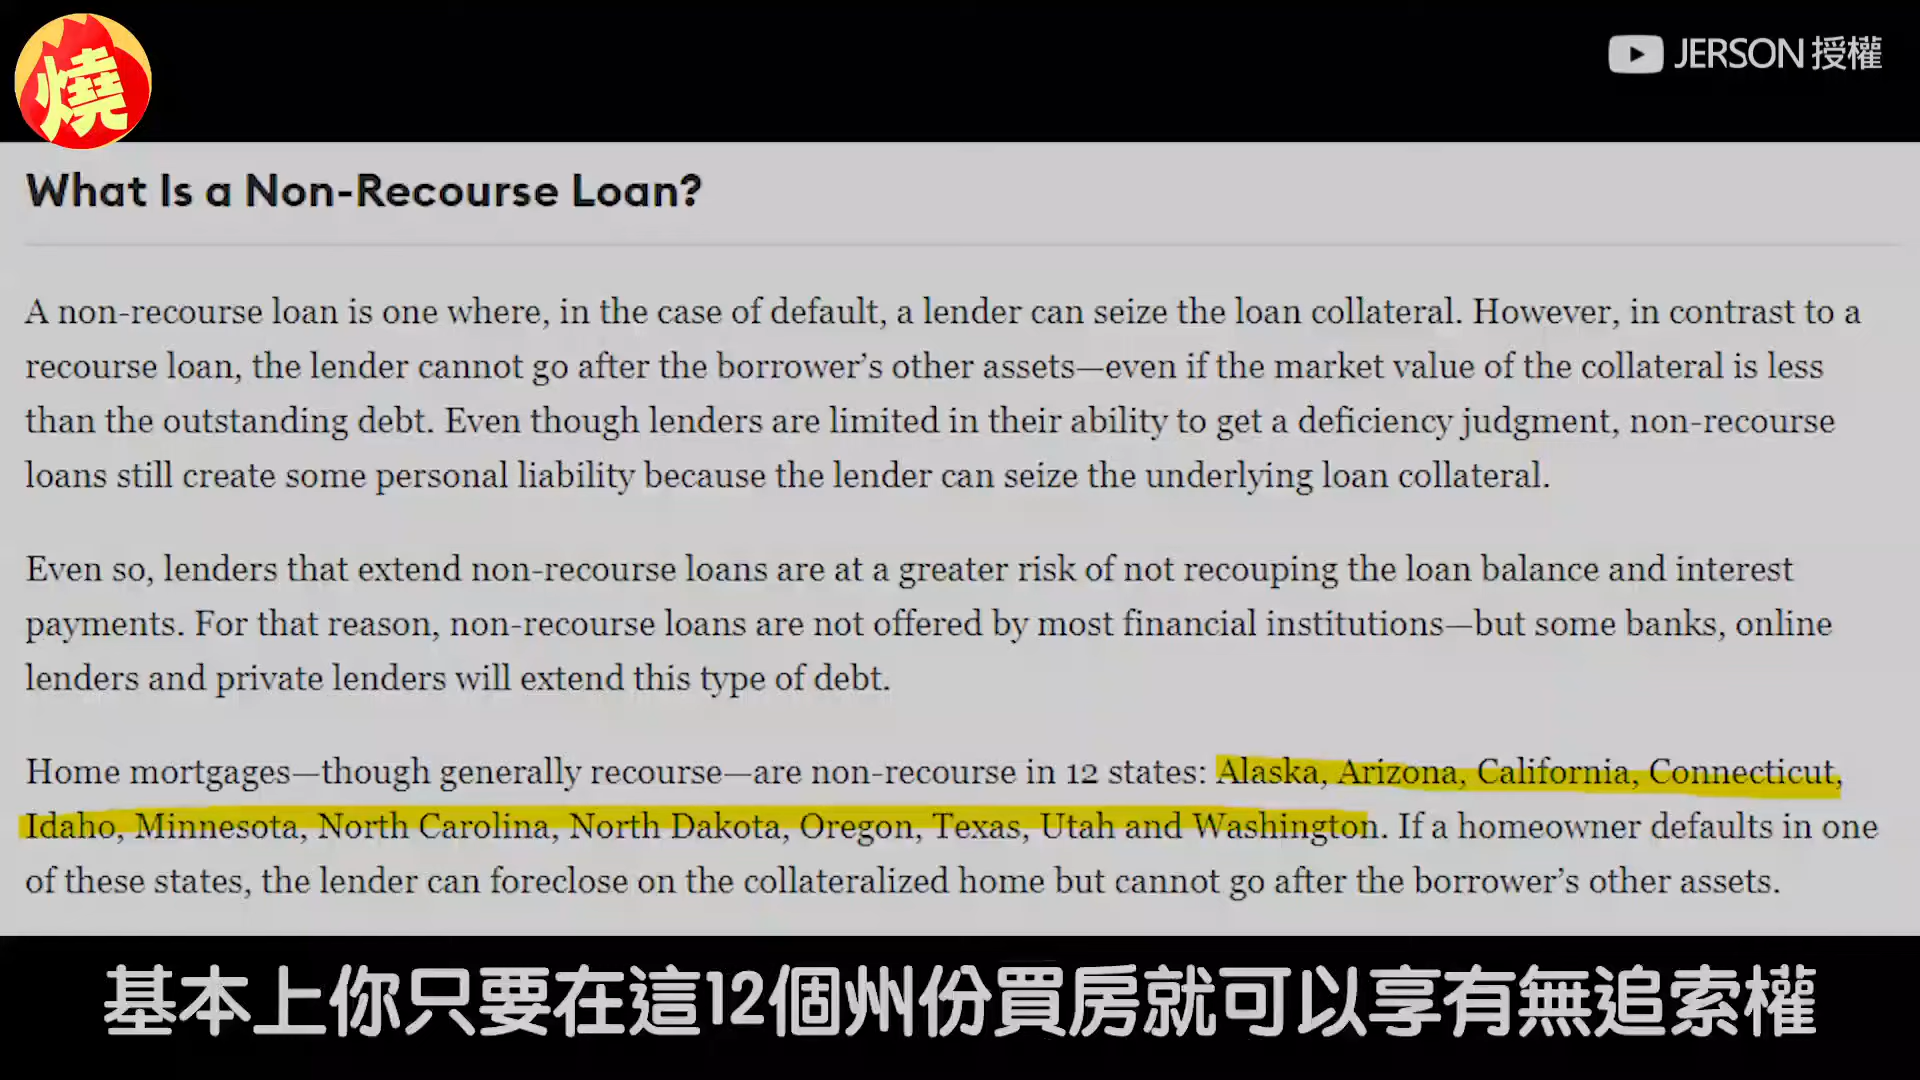 燒
JERSON 授權
What Is a Non-Recourse Loan?
A non-recourse loan is one where, in the case of default, a lender can seize the loan collateral. However, in contrast to a
recourse loan, the lender cannot go after the borrower’s other assets—even if the market value of the collateral is less
than the outstanding debt. Even though lenders are limited in their ability to get a deficiency judgment, non-recourse
loans still create some personal liability because the lender can seize the underlying loan collateral.
Even so, lenders that extend non-recourse loans are at a greater risk of not recouping the loan balance and interest
payments. For that reason, non-recourse loans are not offered by most financial institutions—but some banks, online
lenders and private lenders will extend this type of debt.
Home mortgages—though generally recourse—are non-recourse in 12 states: Alaska, Arizona, California, Connecticut,
Idaho, Minnesota, North Carolina, North Dakota, Oregon, Texas, Utah and Washington. If a homeowner defaults in one
of these states, the lender can foreclose on the collateralized home but cannot go after the borrower’s other assets.
基本上你只要在這12個州份買房就可以享有無追索權